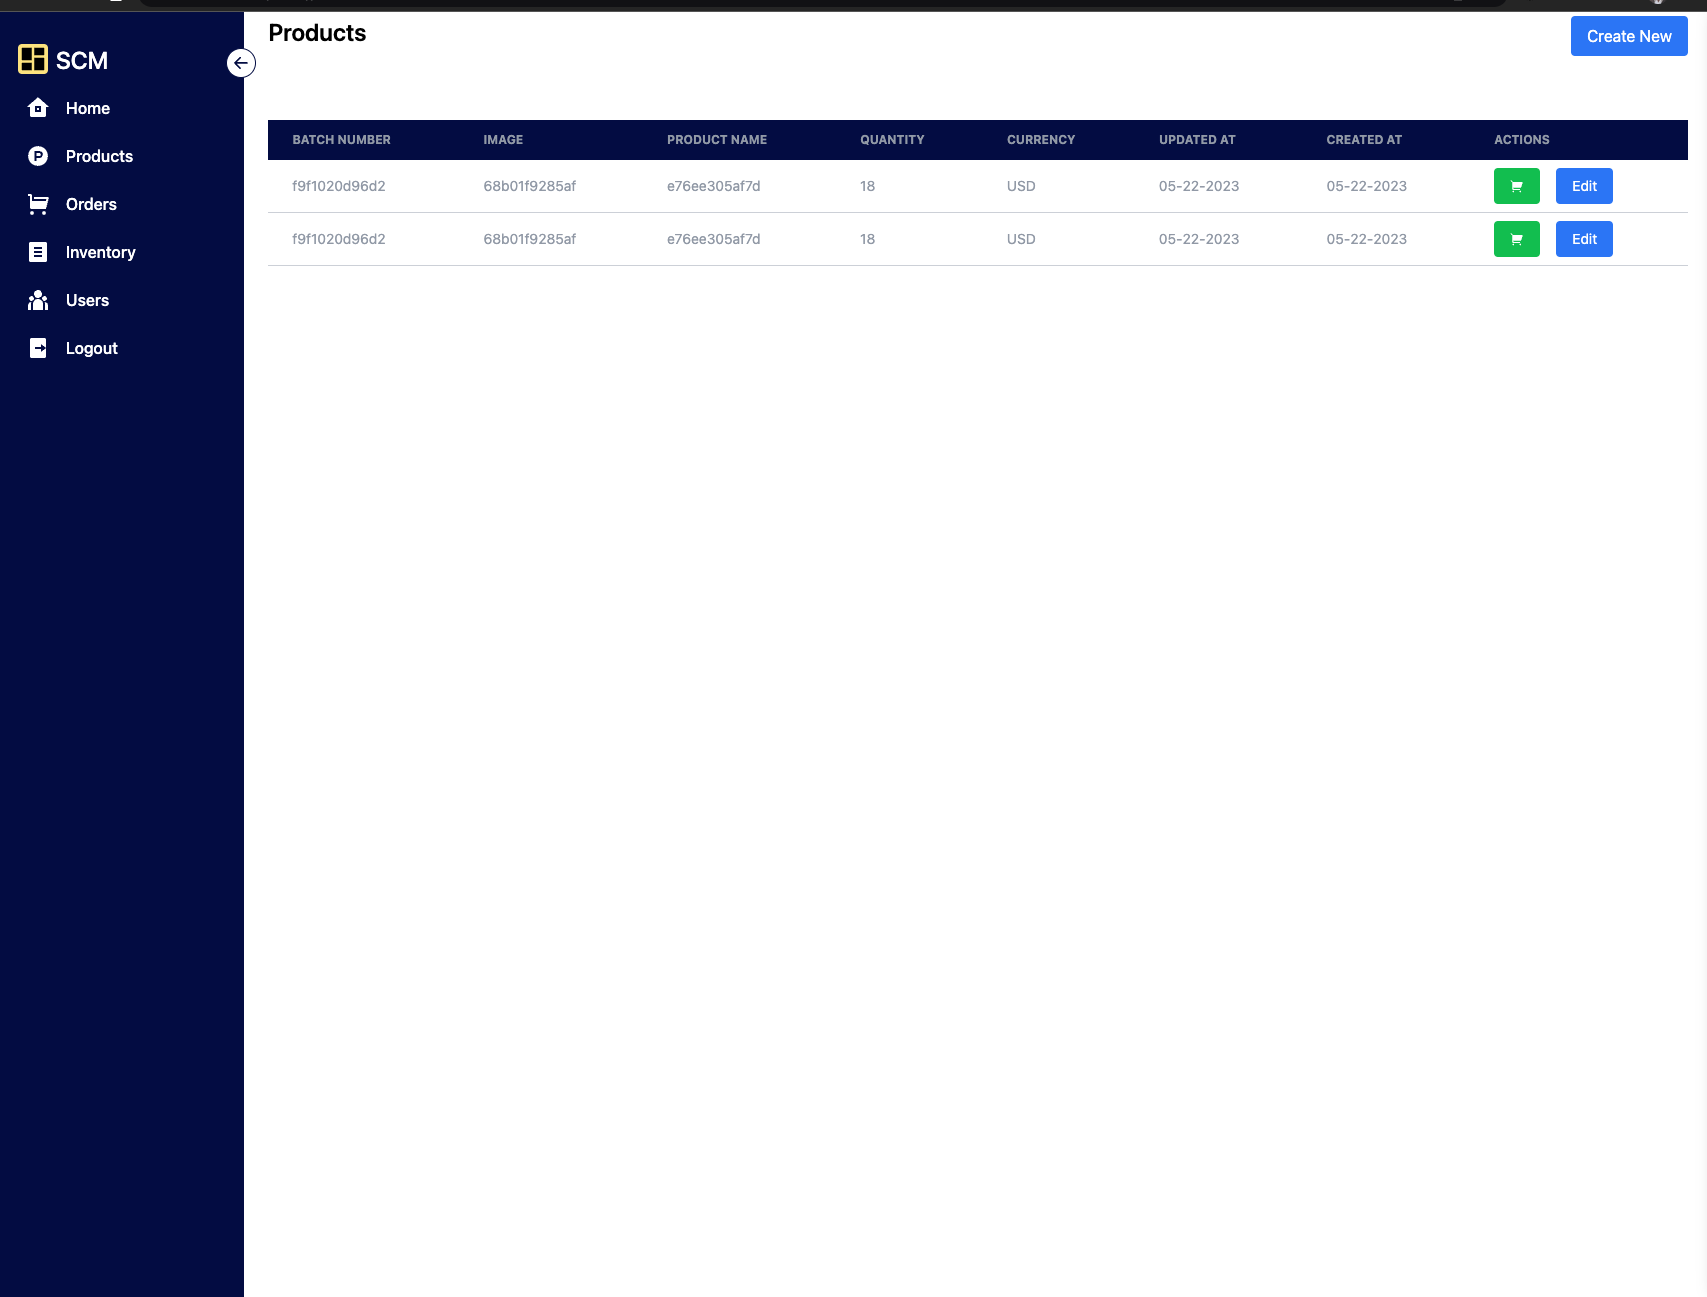 Products
Create New
SCM
Home
Products
Orders
Inventory
Users
Logout
BATCH NUMBER IMAGE PRODUCT NAME QUANTITY CURRENCY UPDATED AT CREATED AT ACTIONS
f9f1020d96d2 68b01f9285af e76ee305af7d 18 USD 05-22-2023 05-22-2023 Edit
f9f1020d96d2 68b01f9285af e76ee305af7d 18 USD 05-22-2023 05-22-2023 Edit